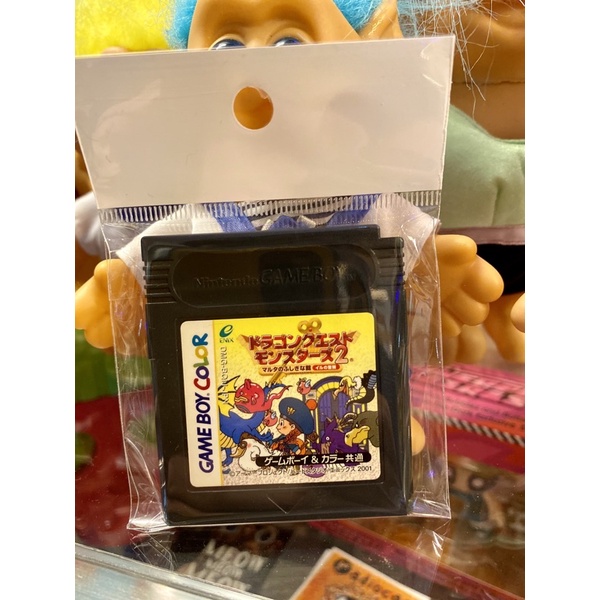 Nintendo GAME BOY
ENIX
ドラゴンクエスト
モンスターズ2
マルタのふしぎな鍵 イルの冒険
GAME BOY COLOR
ゲームボーイ&カラー共通
2001
MEOW